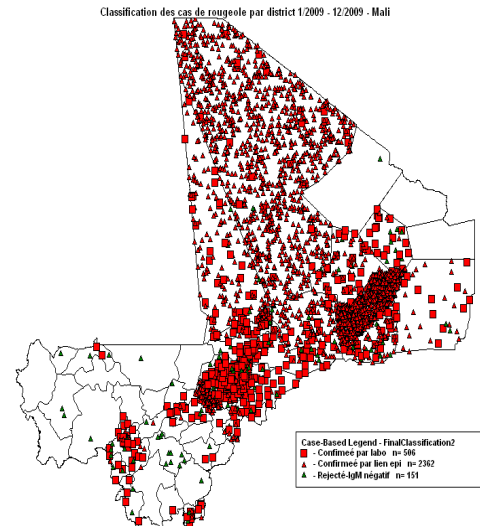 Classification des cas de rougeole par district 1/2009 - 12/2009 - Mali
Case-Based Legend - FinalClassification2
- Confirmeé par labo n= 506
- Confirmeé par lien epi n= 2362
- Rejecté-IgM négatif n= 151